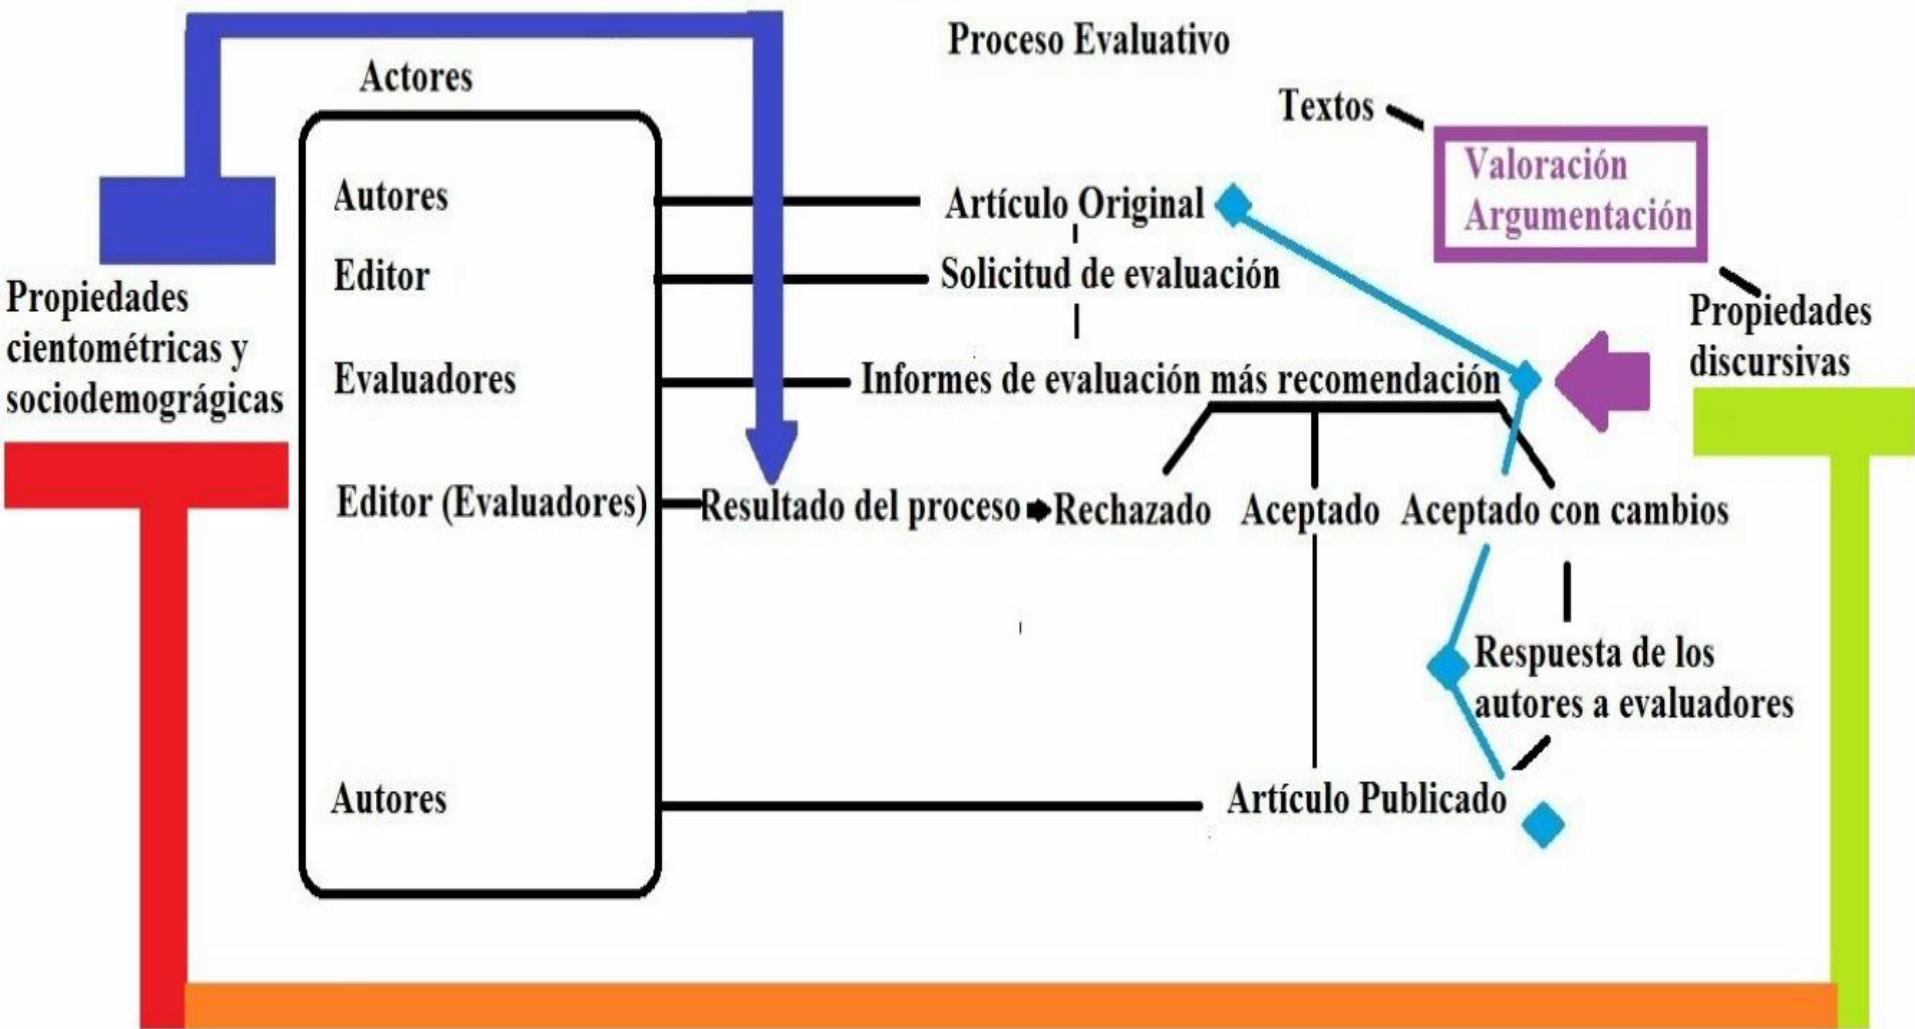 Proceso Evaluativo
Actores
Textos
Valoración
Argumentación
Autores
Artículo Original
Editor
Solicitud de evaluación
Propiedades
cientométricas y
sociodemográgicas
Propiedades
discursivas
Evaluadores
Informes de evaluación más recomendación
Editor (Evaluadores)
Resultado del proceso
Rechazado
Aceptado
Aceptado con cambios
Respuesta de los
autores a evaluadores
Autores
Artículo Publicado